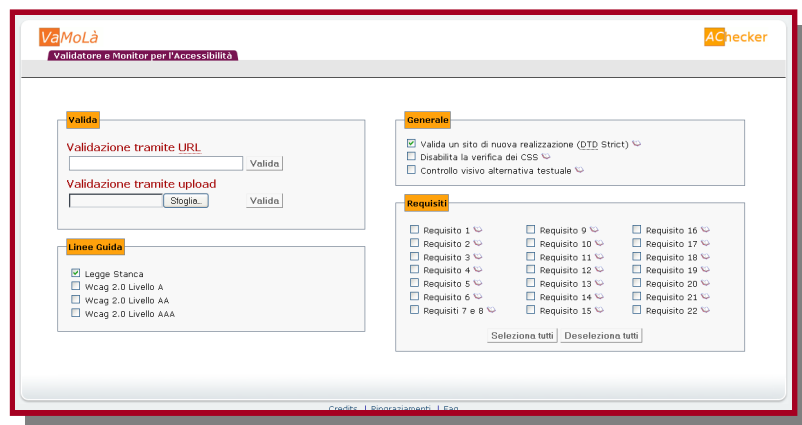 VaMoLà
AChecker
Validatore e Monitor per l'Accessibilità
Valida
Validazione tramite URL
Valida
Validazione tramite upload
Sfoglia...
Valida
Linee Guida
Legge Stanca
Wcag 2.0 Livello A
Wcag 2.0 Livello AA
Wcag 2.0 Livello AAA
Generale
Valida un sito di nuova realizzazione (DTD Strict)
Disabilita la verifica dei CSS
Controllo visivo alternativa testuale
Requisiti
Requisito 1 Requisito 9 Requisito 16
Requisito 2 Requisito 10 Requisito 17
Requisito 3 Requisito 11 Requisito 18
Requisito 4 Requisito 12 Requisito 19
Requisito 5 Requisito 13 Requisito 20
Requisito 6 Requisito 14 Requisito 21
Requisiti 7 e 8 Requisito 15 Requisito 22
Seleziona tutti Deseleziona tutti
Credits | Ringraziamenti | Faq